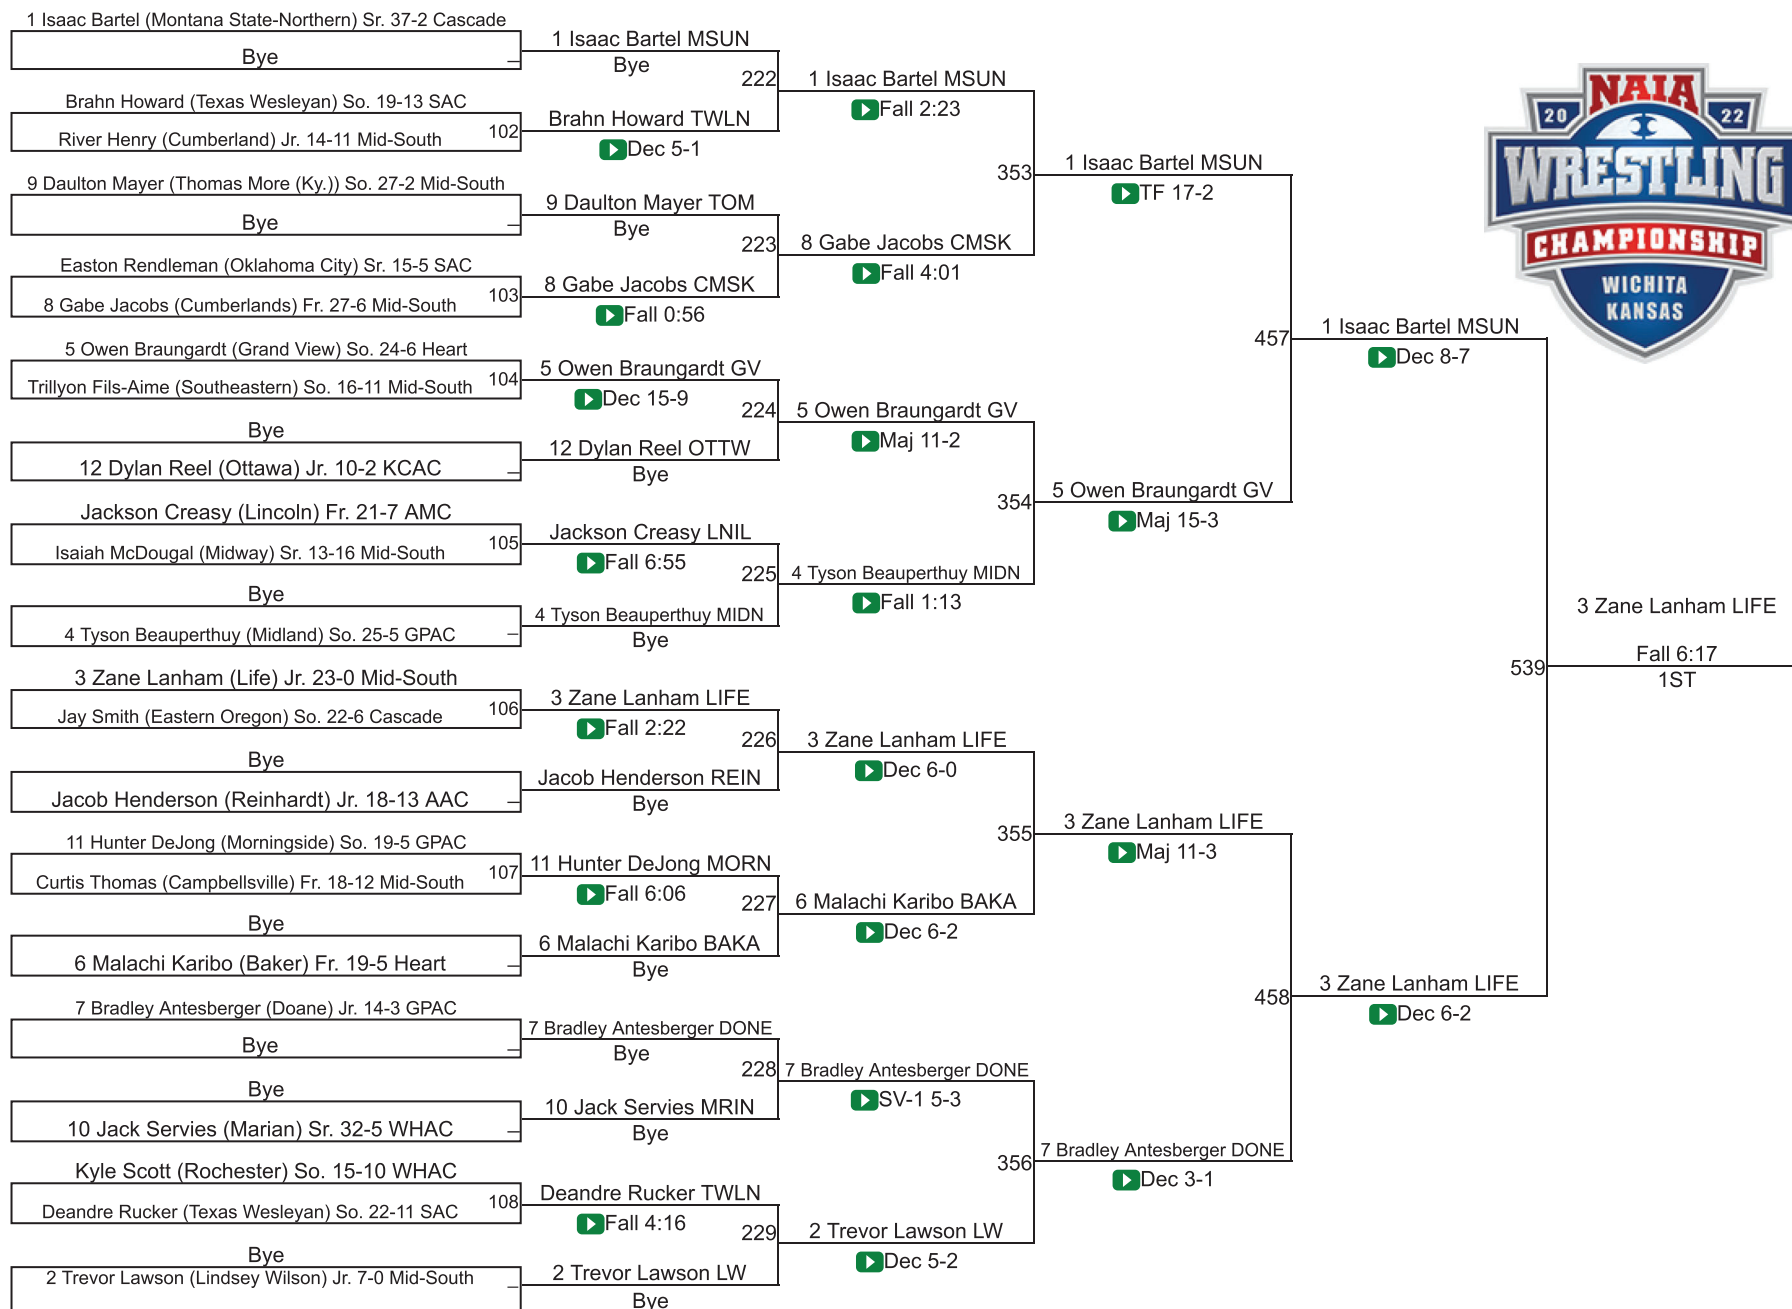 1 Isaac Bartel (Montana State-Northern) Sr. 37-2 Cascade
Bye
Brahn Howard (Texas Wesleyan) So. 19-13 SAC
102
River Henry (Cumberland) Jr. 14-11 Mid-South
9 Daulton Mayer (Thomas More (Ky.)) So. 27-2 Mid-South
Bye
Easton Rendleman (Oklahoma City) Sr. 15-5 SAC
103
8 Gabe Jacobs (Cumberlands) Fr. 27-6 Mid-South
5 Owen Braungardt (Grand View) So. 24-6 Heart
104
Trillyon Fils-Aime (Southeastern) So. 16-11 Mid-South
Bye
12 Dylan Reel (Ottawa) Jr. 10-2 KCAC
Jackson Creasy (Lincoln) Fr. 21-7 AMC
105
Isaiah McDougal (Midway) Sr. 13-16 Mid-South
Bye
4 Tyson Beauperthuy (Midland) So. 25-5 GPAC
3 Zane Lanham (Life) Jr. 23-0 Mid-South
106
Jay Smith (Eastern Oregon) So. 22-6 Cascade
Bye
Jacob Henderson (Reinhardt) Jr. 18-13 AAC
11 Hunter DeJong (Morningside) So. 19-5 GPAC
107
Curtis Thomas (Campbellsville) Fr. 18-12 Mid-South
Bye
6 Malachi Karibo (Baker) Fr. 19-5 Heart
7 Bradley Antesberger (Doane) Jr. 14-3 GPAC
Bye
Bye
10 Jack Servies (Marian) Sr. 32-5 WHAC
Kyle Scott (Rochester) So. 15-10 WHAC
108
Deandre Rucker (Texas Wesleyan) So. 22-11 SAC
Bye
2 Trevor Lawson (Lindsey Wilson) Jr. 7-0 Mid-South
1 Isaac Bartel MSUN
Bye
222
Brahn Howard TWLN
Dec 5-1
9 Daulton Mayer TOM
Bye
223
8 Gabe Jacobs CMSK
Fall 0:56
5 Owen Braungardt GV
Dec 15-9
224
12 Dylan Reel OTTW
Bye
Jackson Creasy LNIL
Fall 6:55
225
4 Tyson Beauperthuy MIDN
Bye
3 Zane Lanham LIFE
Fall 2:22
226
Jacob Henderson REIN
Bye
11 Hunter DeJong MORN
Fall 6:06
227
6 Malachi Karibo BAKA
Bye
7 Bradley Antesberger DONE
Bye
228
10 Jack Servies MRIN
Bye
Deandre Rucker TWLN
Fall 4:16
229
2 Trevor Lawson LW
Bye
1 Isaac Bartel MSUN
Fall 2:23
353
8 Gabe Jacobs CMSK
Fall 4:01
5 Owen Braungardt GV
Maj 11-2
354
4 Tyson Beauperthuy MIDN
Fall 1:13
3 Zane Lanham LIFE
Dec 6-0
355
6 Malachi Karibo BAKA
Dec 6-2
7 Bradley Antesberger DONE
SV-1 5-3
356
2 Trevor Lawson LW
Dec 5-2
1 Isaac Bartel MSUN
TF 17-2
457
5 Owen Braungardt GV
Maj 15-3
3 Zane Lanham LIFE
Maj 11-3
458
7 Bradley Antesberger DONE
Dec 3-1
1 Isaac Bartel MSUN
Dec 8-7
539
3 Zane Lanham LIFE
Dec 6-2
3 Zane Lanham LIFE
Fall 6:17
1ST
NAIA
20 22
WRESTLING
CHAMPIONSHIP
WICHITA
KANSAS